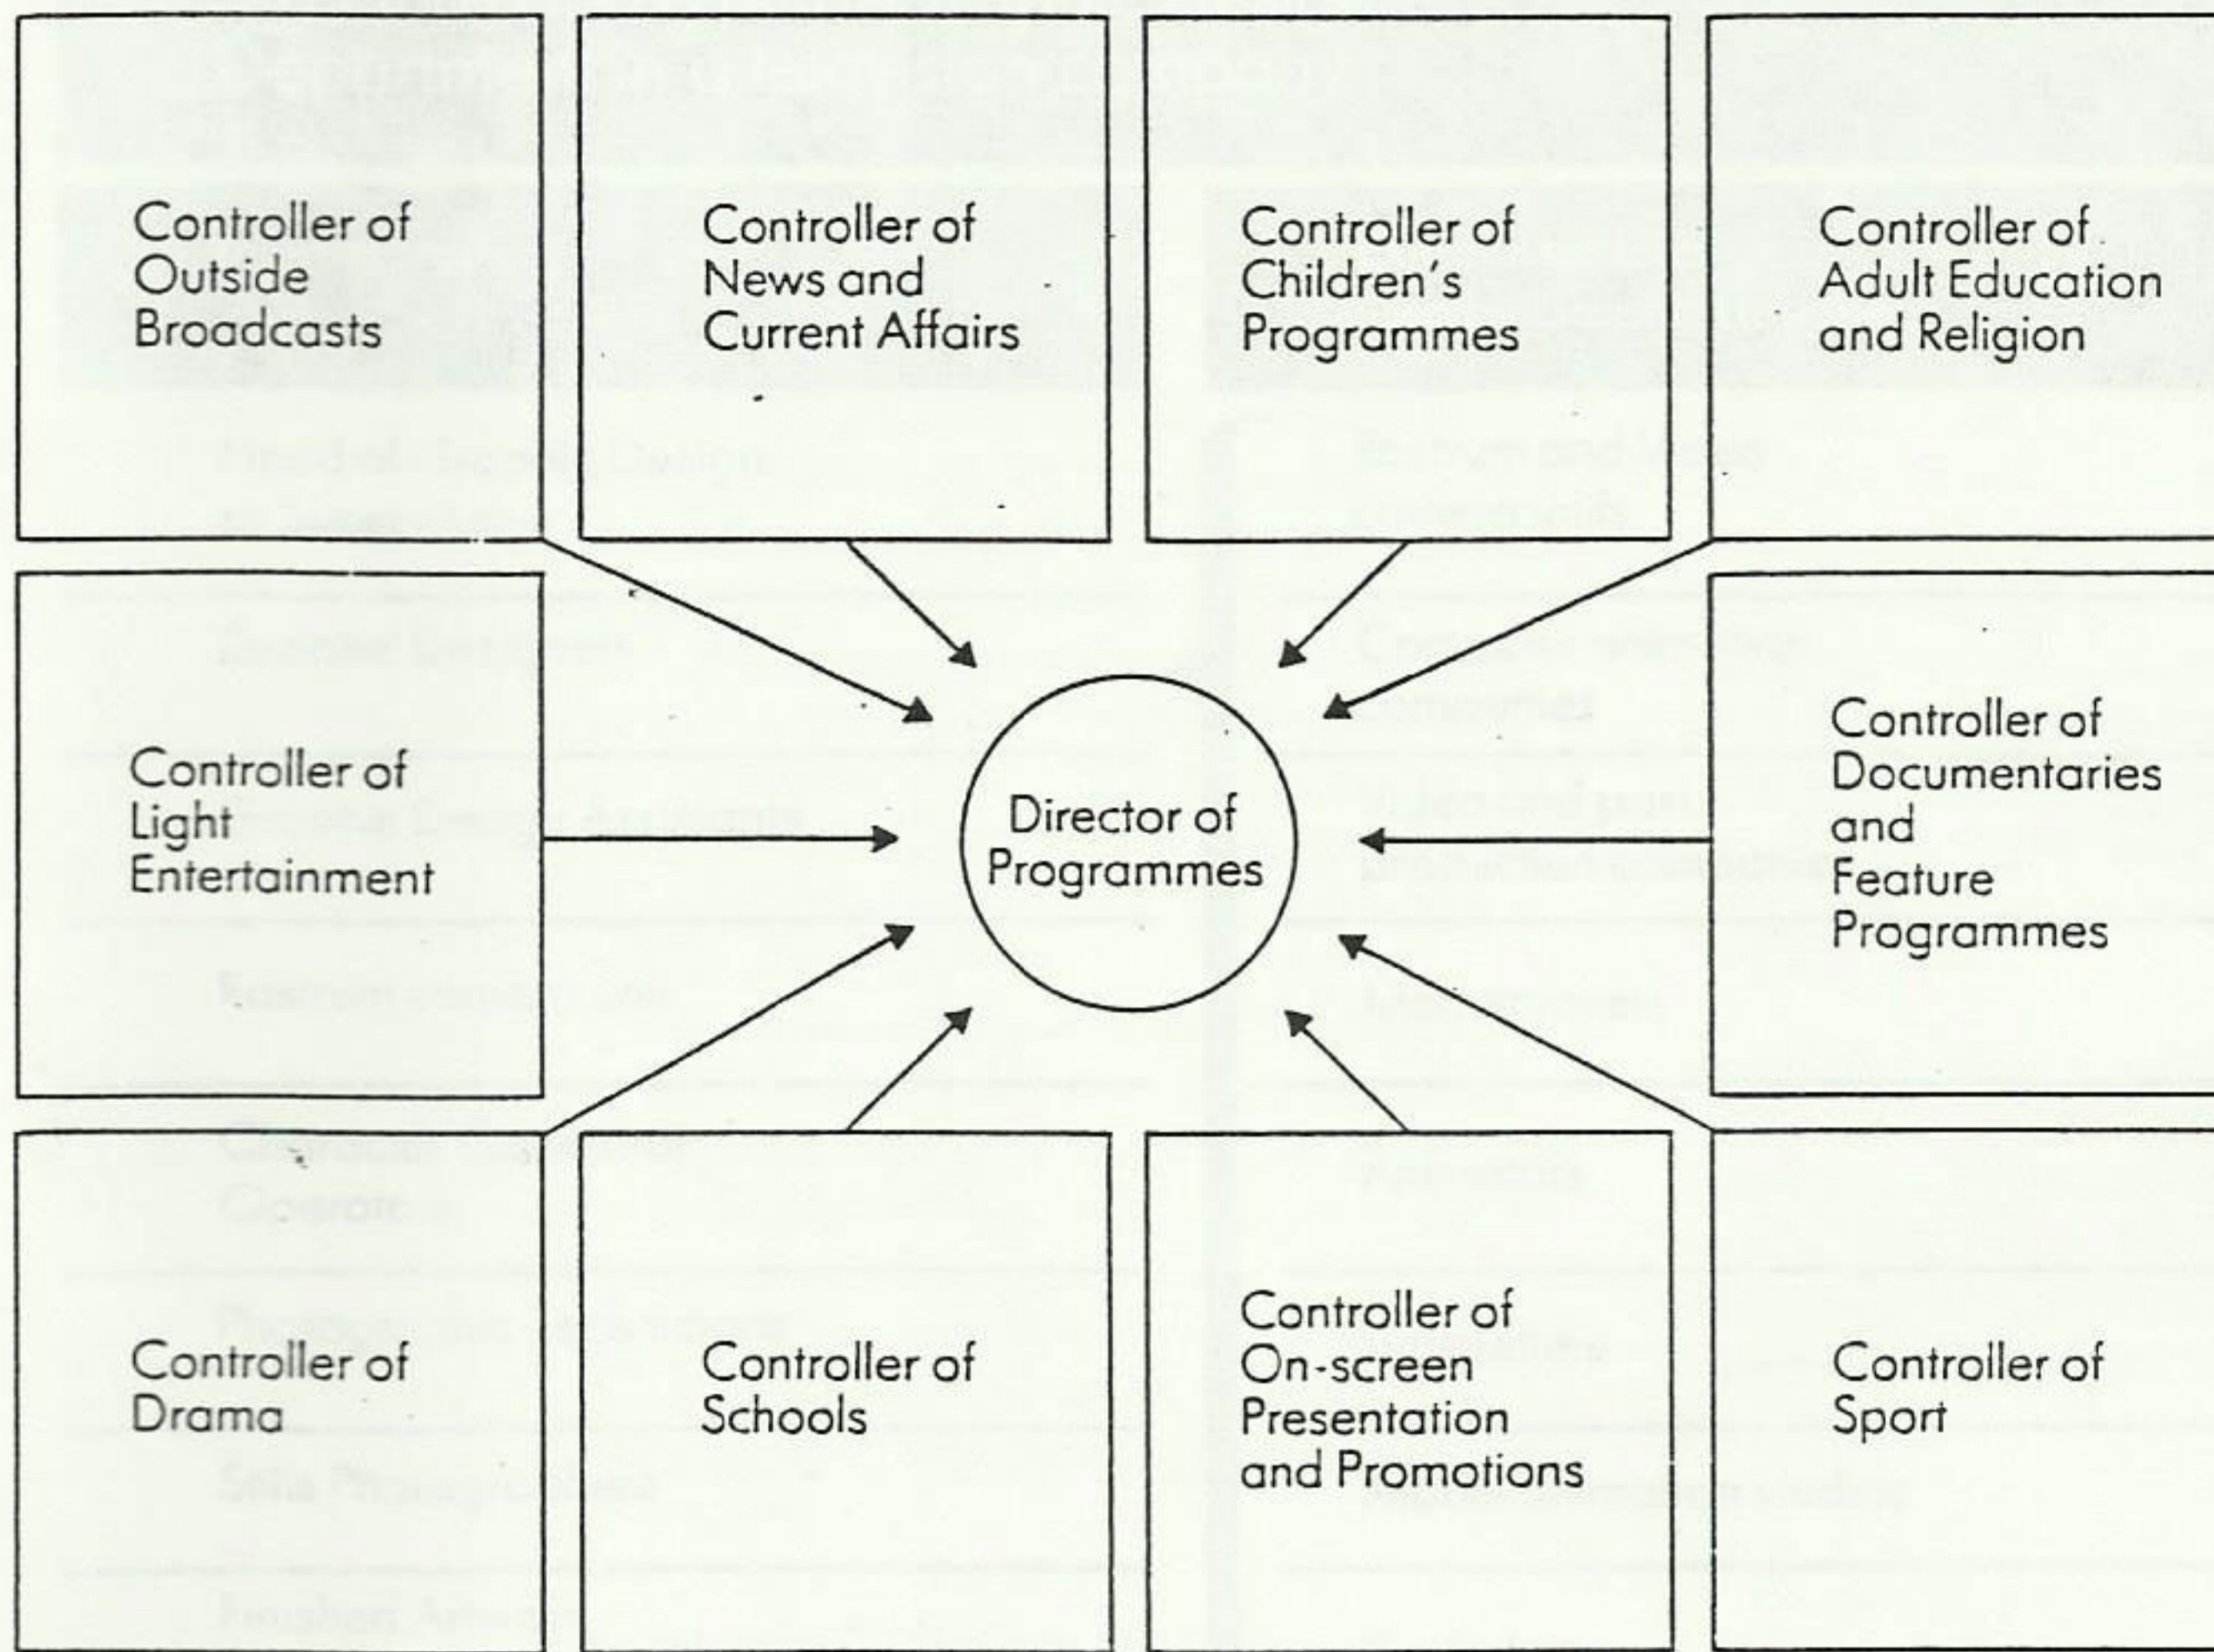 Controller of
Outside
Broadcasts
Controller of
News and
Current Affairs
Controller of
Children's
Programmes
Controller of
Adult Education
and Religion
Controller of
Light
Entertainment
Director of
Programmes
Controller of
Documentaries
and
Feature
Programmes
Controller of
Drama
Controller of
Schools
Controller of
On-screen
Presentation
and Promotions
Controller of
Sport